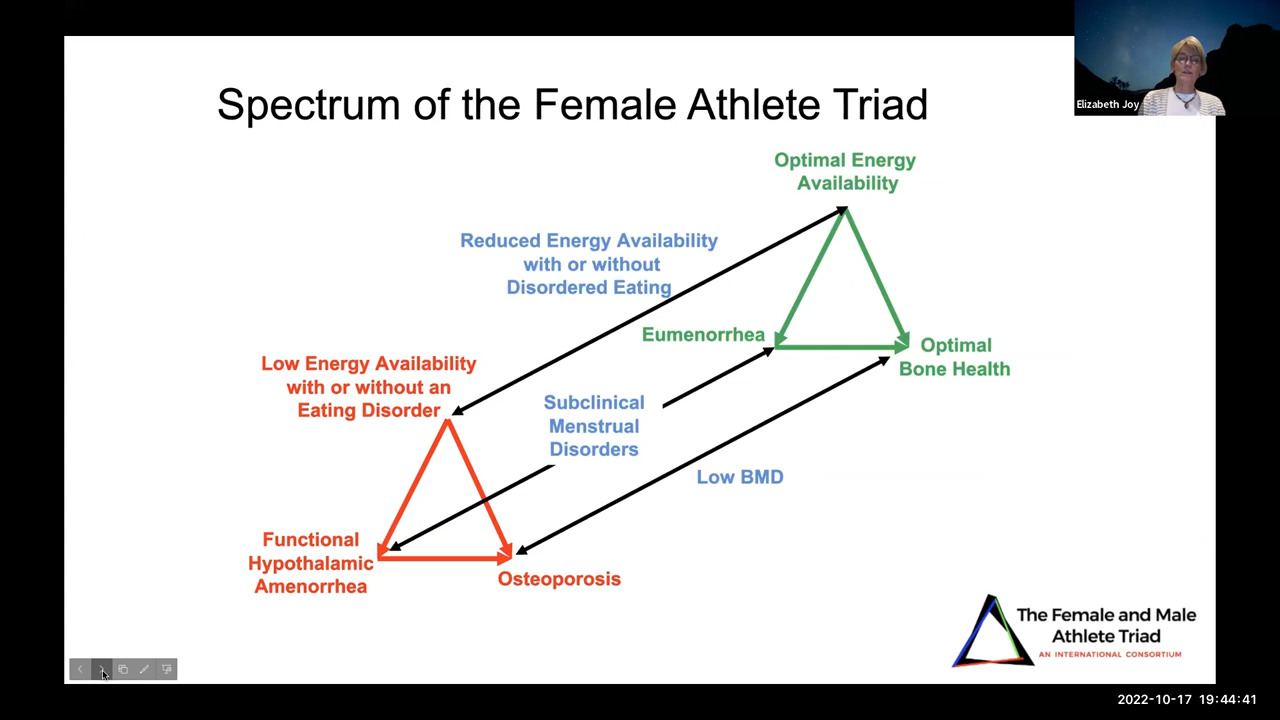 Spectrum of the Female Athlete Triad
Elizabeth Joy
Optimal Energy
Availability
Reduced Energy Availability
with or without
Disordered Eating
Eumenorrhea
Optimal
Bone Health
Low Energy Availability
with or without an
Eating Disorder
Subclinical
Menstrual
Disorders
Low BMD
Functional
Hypothalamic
Amenorrhea
Osteoporosis
The Female and Male
Athlete Triad
AN INTERNATIONAL CONSORTIUM
2022-10-17 19:44:41